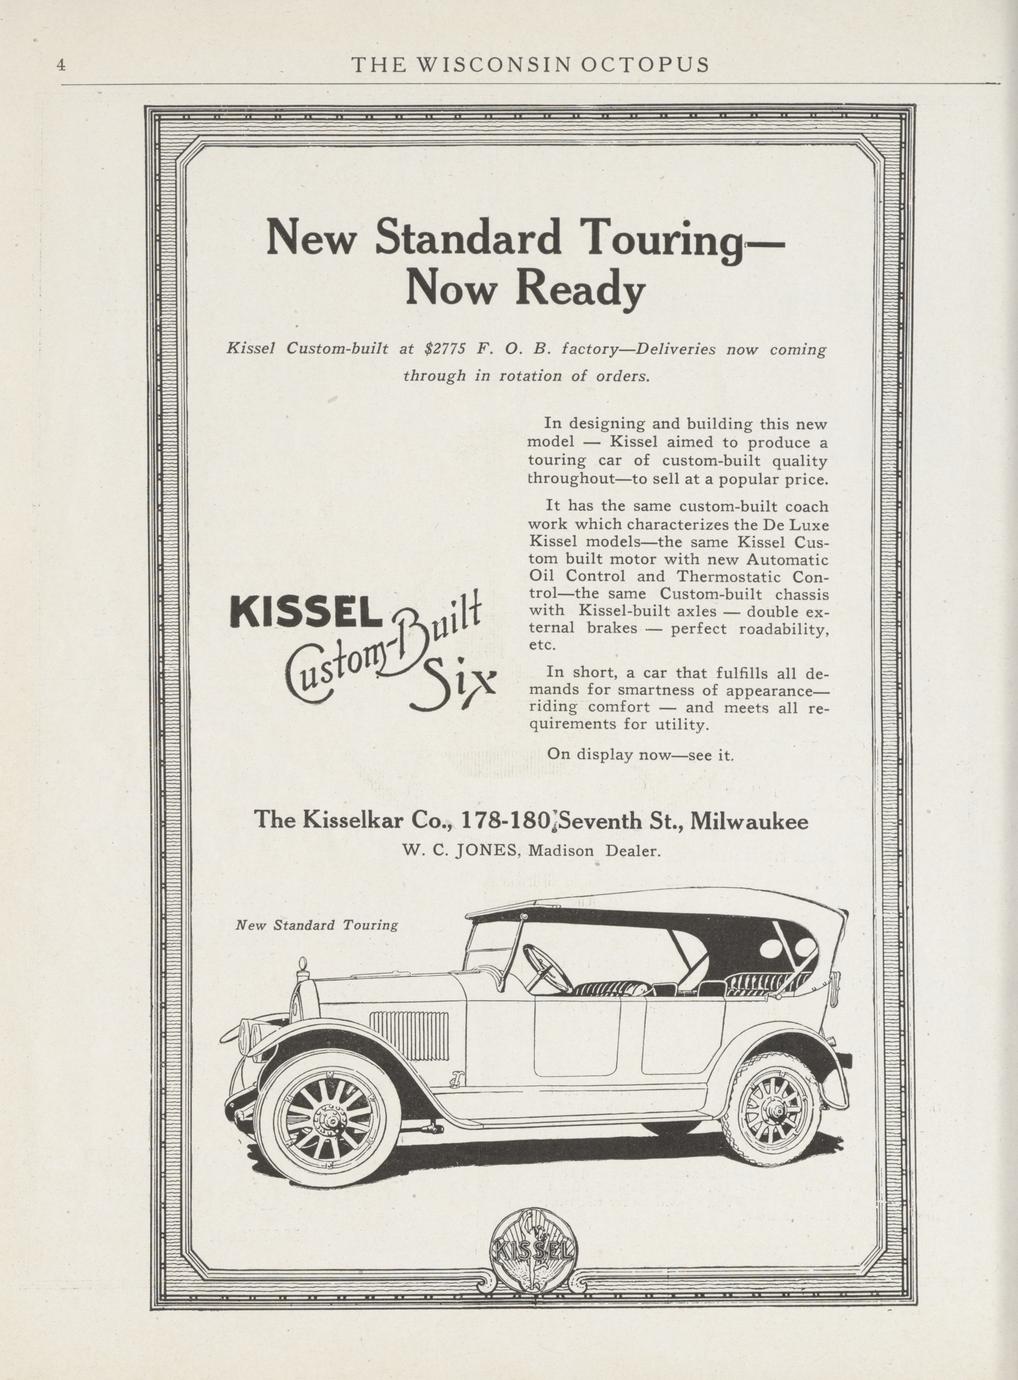 4
THE WISCONSIN OCTOPUS
New Standard Touring—
Now Ready
Kissel Custom-built at $2775 F. O. B. factory—Deliveries now coming
through in rotation of orders.
In designing and building this new
model — Kissel aimed to produce a
touring car of custom-built quality
throughout—to sell at a popular price.
It has the same custom-built coach
work which characterizes the De Luxe
Kissel models—the same Kissel Cus-
tom built motor with new Automatic
Oil Control and Thermostatic Con-
trol—the same Custom-built chassis
with Kissel-built axles — double ex-
ternal brakes — perfect roadability,
etc.
In short, a car that fulfills all de-
mands for smartness of appearance—
riding comfort — and meets all re-
quirements for utility.
On display now—see it.
KISSEL
Custom-Built
Six
The Kisselkar Co., 178-180 Seventh St., Milwaukee
W. C. JONES, Madison Dealer.
New Standard Touring
KISSEL